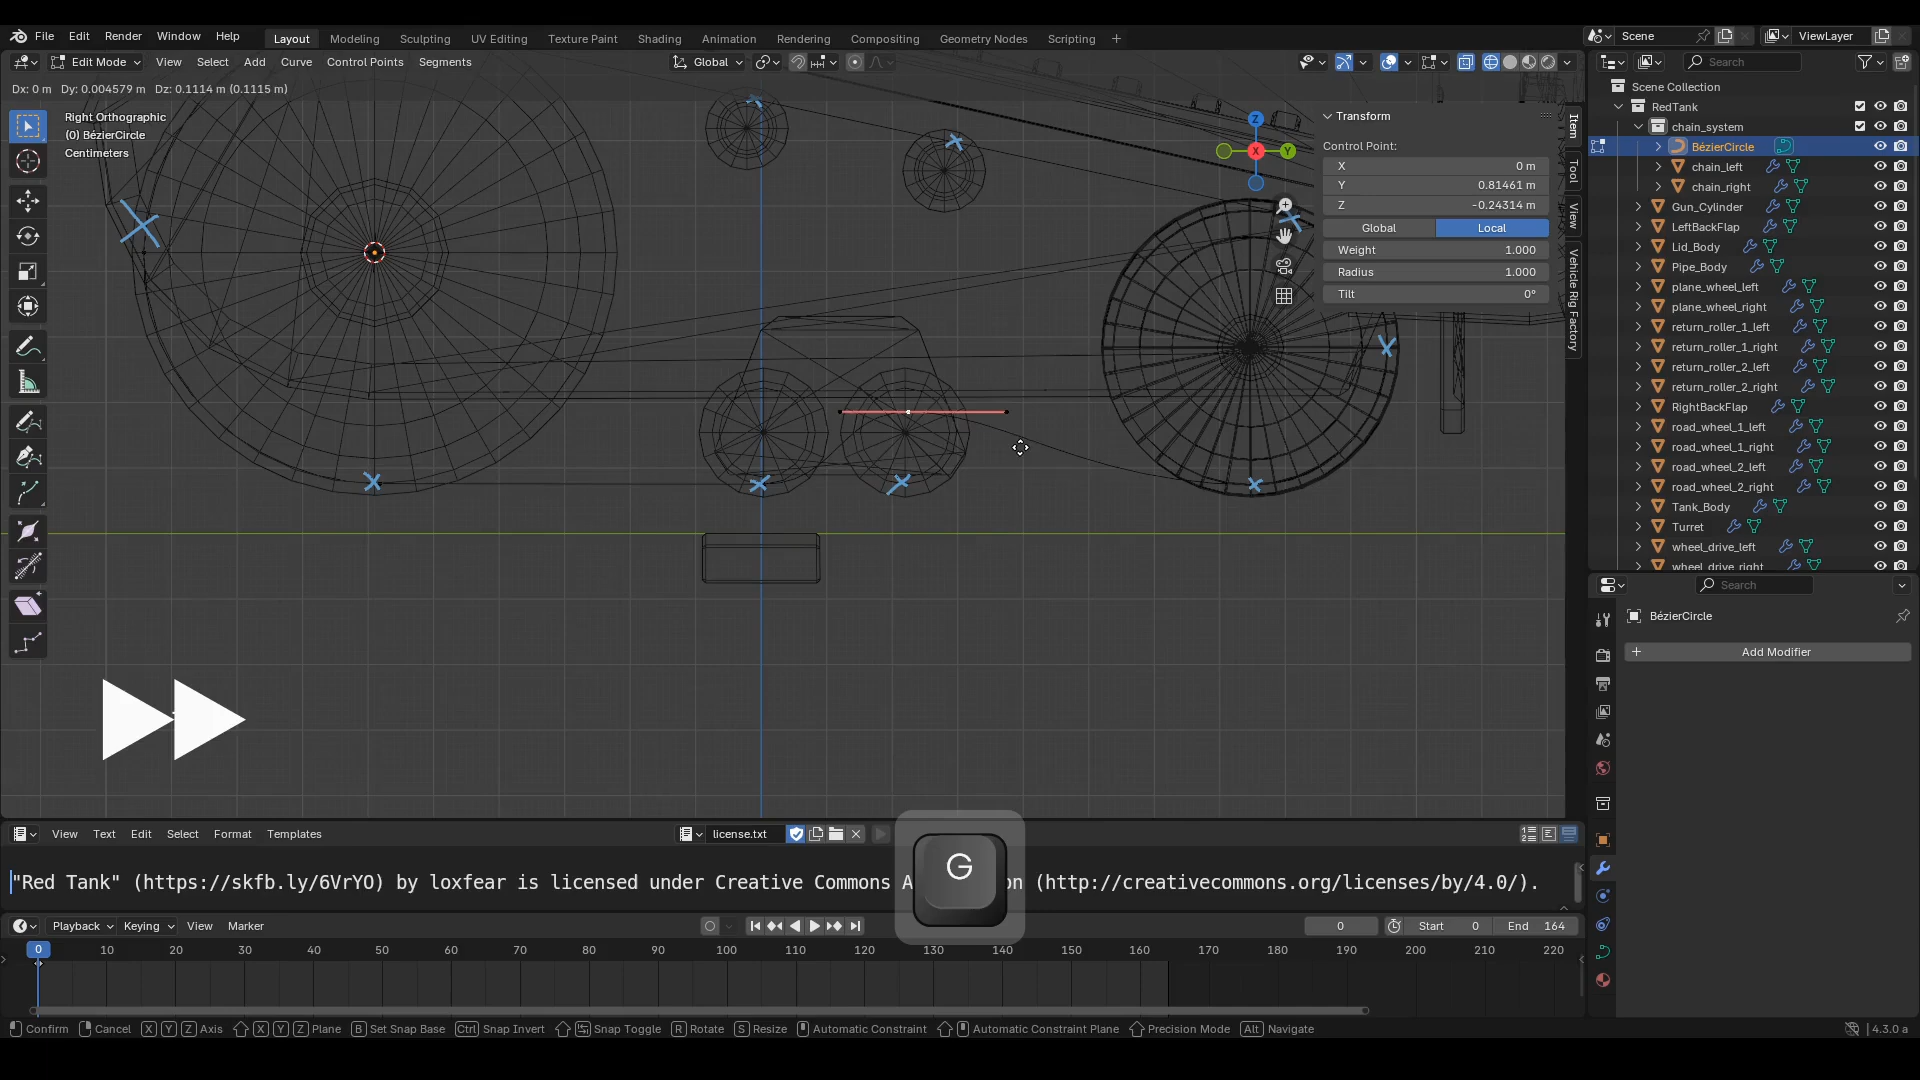 File Edit Render Window Help Layout Modeling Sculpting UV Editing Texture Paint Shading Animation Rendering Compositing Geometry Nodes Scripting + Scene ViewLayer
Edit Mode View Select Add Curve Control Points Segments Global Search
Dx: 0 m Dy: 0.004579 m Dz: 0.1114 m (0.1115 m)
Right Orthographic
(0) BézierCircle
Centimeters
Z
X
Y
Transform
Control Point:
X 0 m
Y 0.81461 m
Z -0.24314 m
Global Local
Weight 1.000
Radius 1.000
Tilt 0°
Item
Tool
View
Vehicle Rig Factory
Scene Collection
RedTank
chain_system
BézierCircle
chain_left
chain_right
Gun_Cylinder
LeftBackFlap
Lid_Body
Pipe_Body
plane_wheel_left
plane_wheel_right
return_roller_1_left
return_roller_1_right
return_roller_2_left
return_roller_2_right
RightBackFlap
road_wheel_1_left
road_wheel_1_right
road_wheel_2_left
road_wheel_2_right
Tank_Body
Turret
wheel_drive_left
wheel_drive_right
Search
BézierCircle
+ Add Modifier
View Text Edit Select Format Templates license.txt
"Red Tank" (https://skfb.ly/6VrYO) by loxfear is licensed under Creative Commons A on (http://creativecommons.org/licenses/by/4.0/).
G
Playback Keying View Marker 0 Start 0 End 164
0 10 20 30 40 50 60 70 80 90 100 110 120 130 140 150 160 170 180 190 200 210 220
Confirm Cancel X Y Z Axis X Y Z Plane B Set Snap Base Ctrl Snap Invert Snap Toggle R Rotate S Resize Automatic Constraint Automatic Constraint Plane Precision Mode Alt Navigate 4.3.0 a